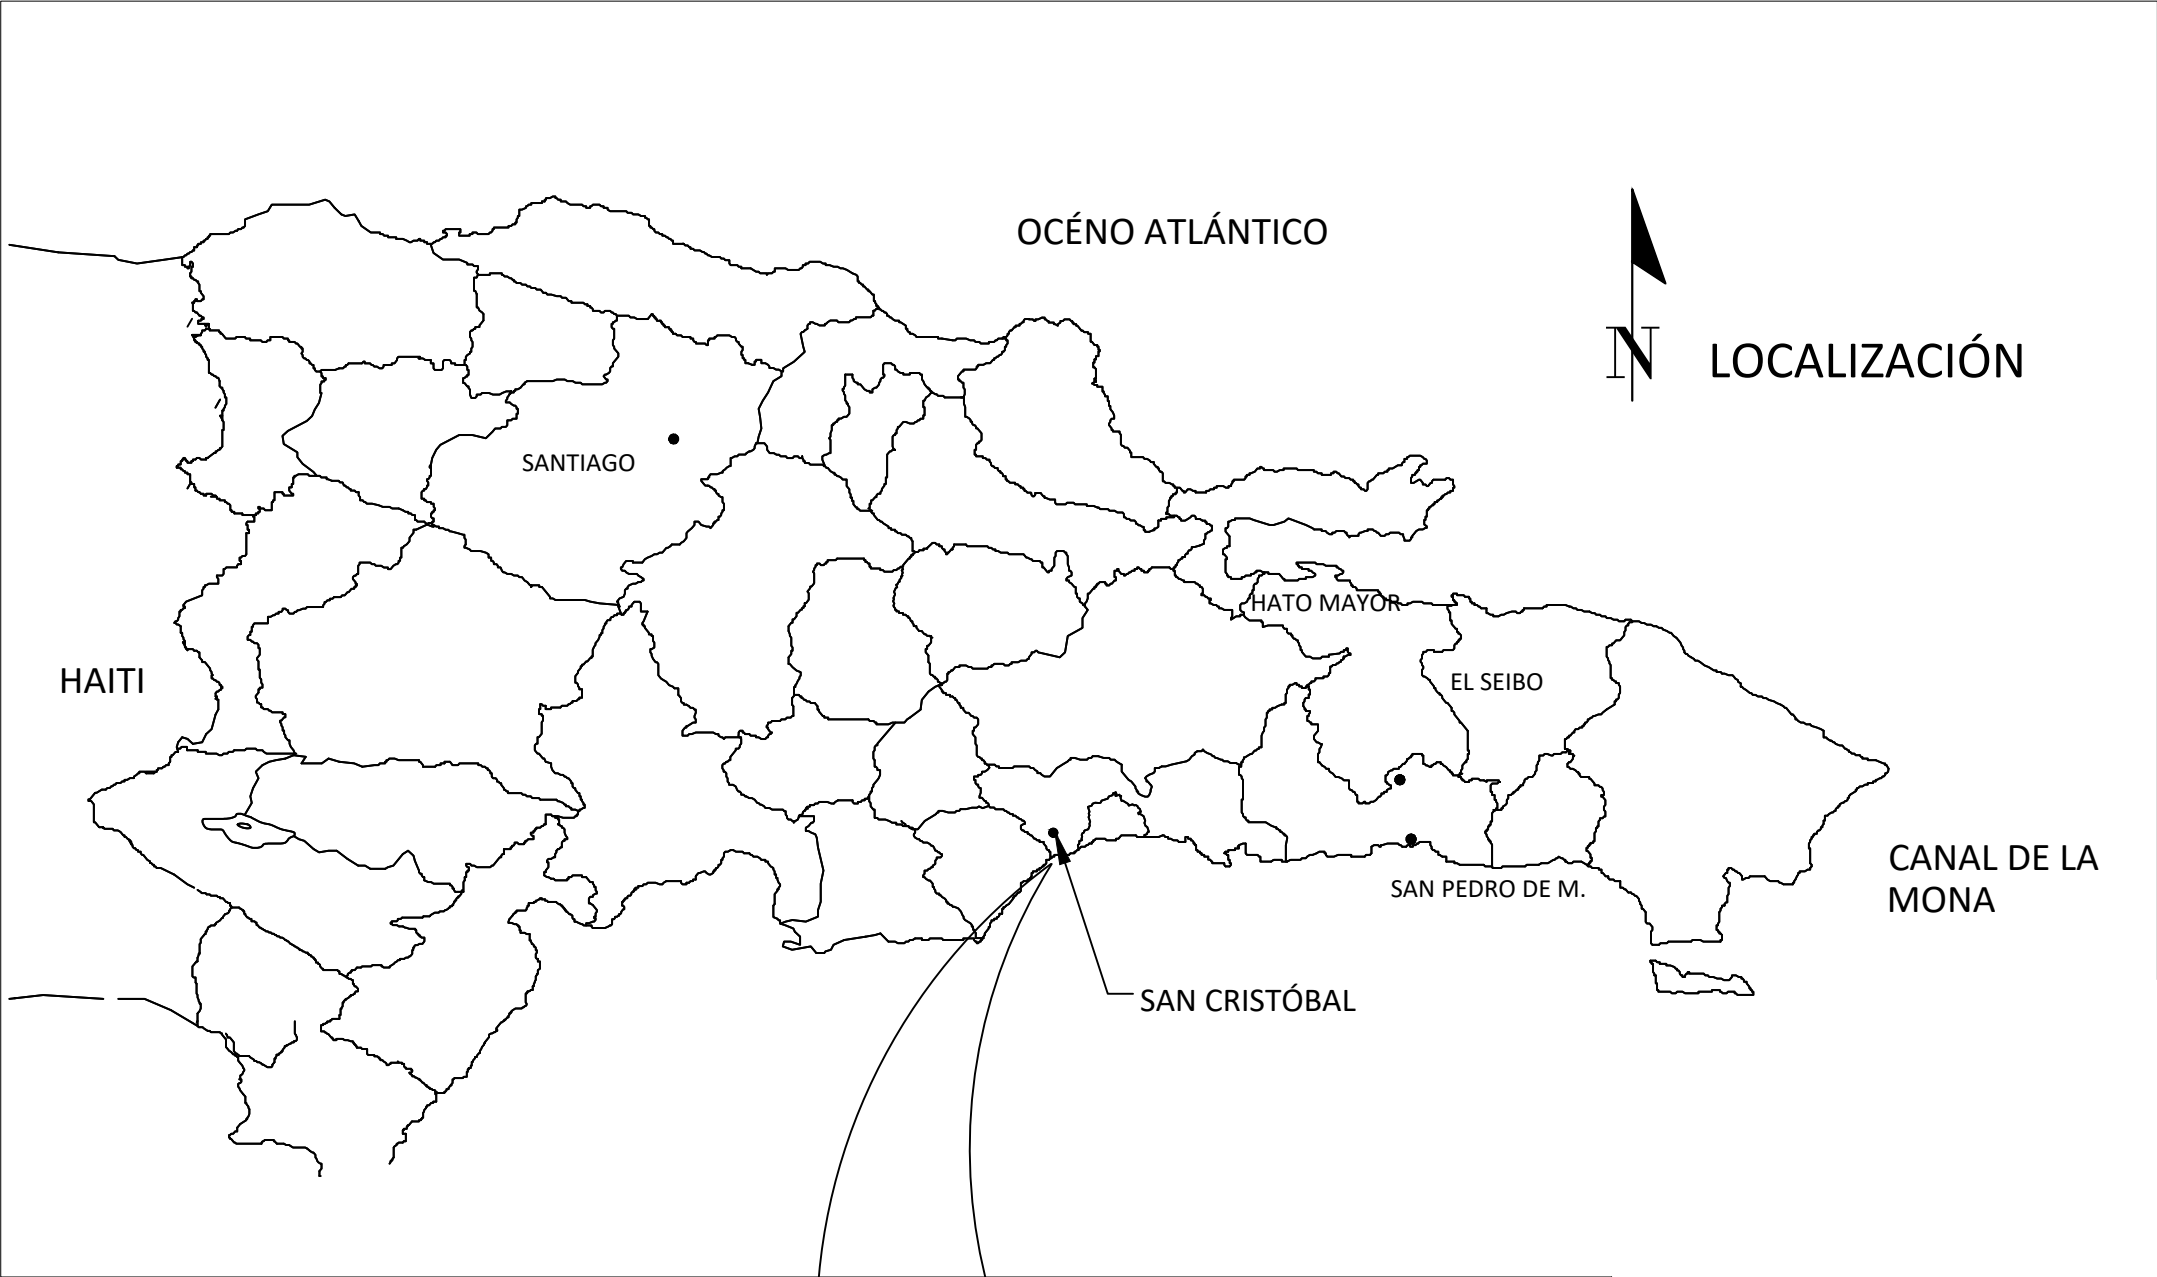 OCÉNO ATLÁNTICO
N
LOCALIZACIÓN
SANTIAGO
HATO MAYOR
HAITI
EL SEIBO
CANAL DE LA
MONA
SAN PEDRO DE M.
SAN CRISTÓBAL